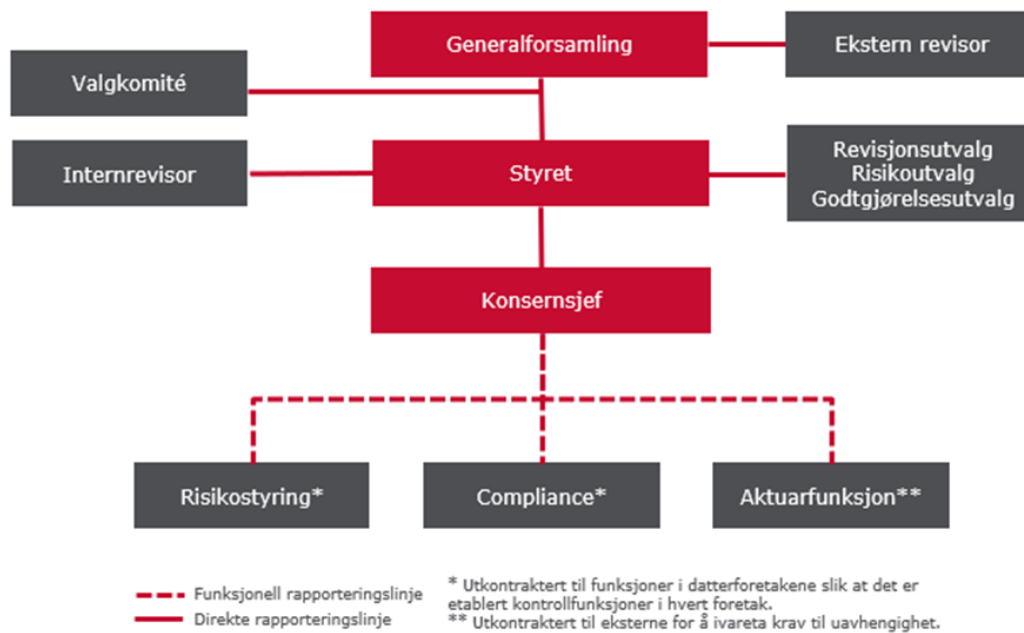 Generalforsamling
Ekstern revisor
Valgkomité
Internrevisor
Styret
Revisjonsutvalg
Risikoutvalg
Godtgjørelsesutvalg
Konsernsjef
Risikostyring*
Compliance*
Aktuarfunksjon**
Funksjonell rapporteringslinje
Direkte rapporteringslinje
* Utkontraktert til funksjoner i datterforetakene slik at det er
etablert kontrollfunksjoner i hvert foretak.
** Utkontraktert til eksterne for å ivareta krav til uavhengighet.